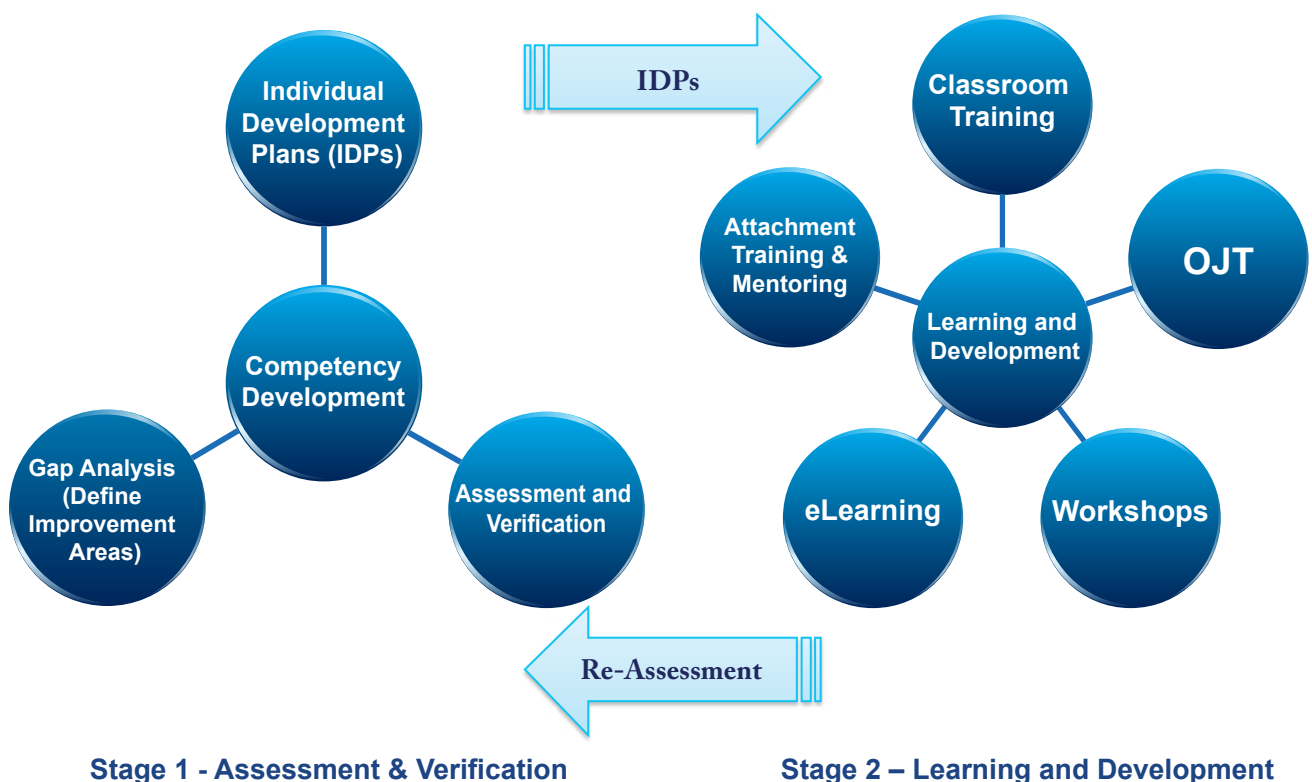 Individual
Development
Plans (IDPs)
IDPs
Classroom
Training
Attachment
Training &
Mentoring
OJT
Learning and
Development
Competency
Development
Gap Analysis
(Define
Improvement
Areas)
Assessment and
Verification
eLearning
Workshops
Re-Assessment
Stage 1 - Assessment & Verification
Stage 2 – Learning and Development